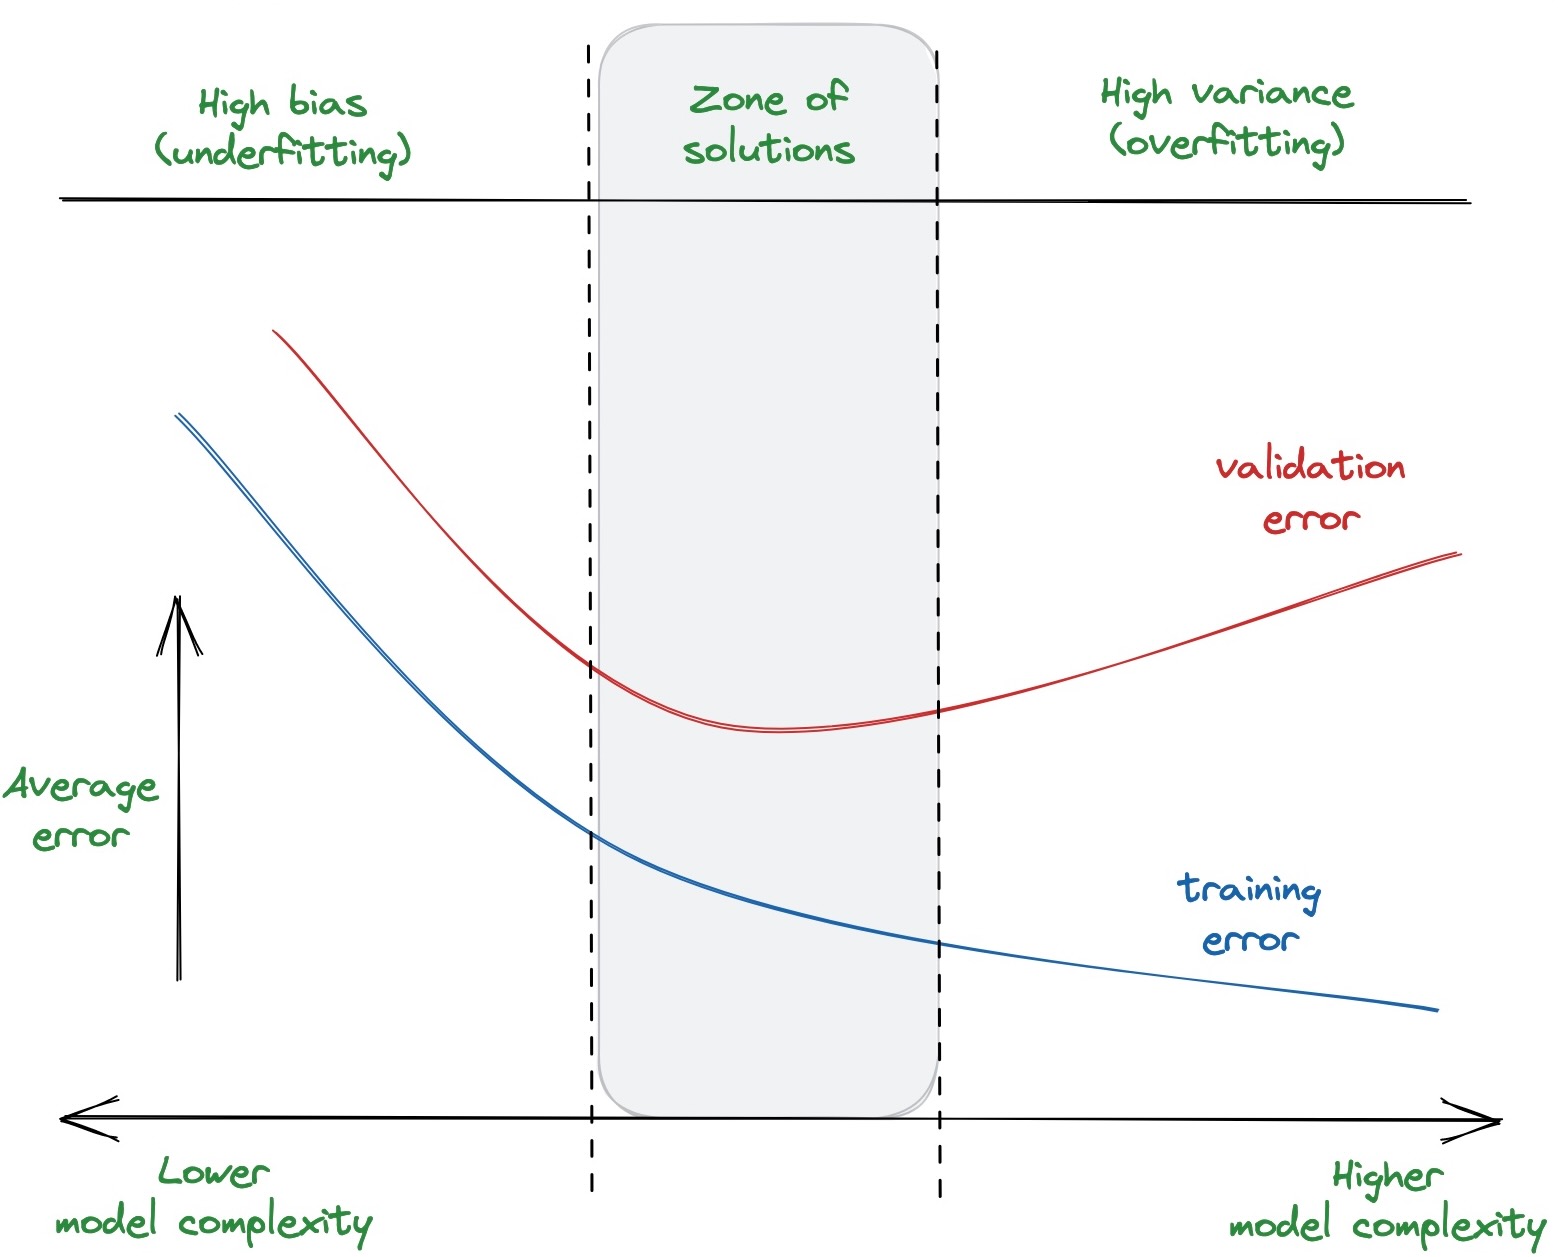 High bias
(underfitting)
Zone of
solutions
High variance
(overfitting)
validation
error
Average
error
training
error
Lower
model complexity
Higher
model complexity